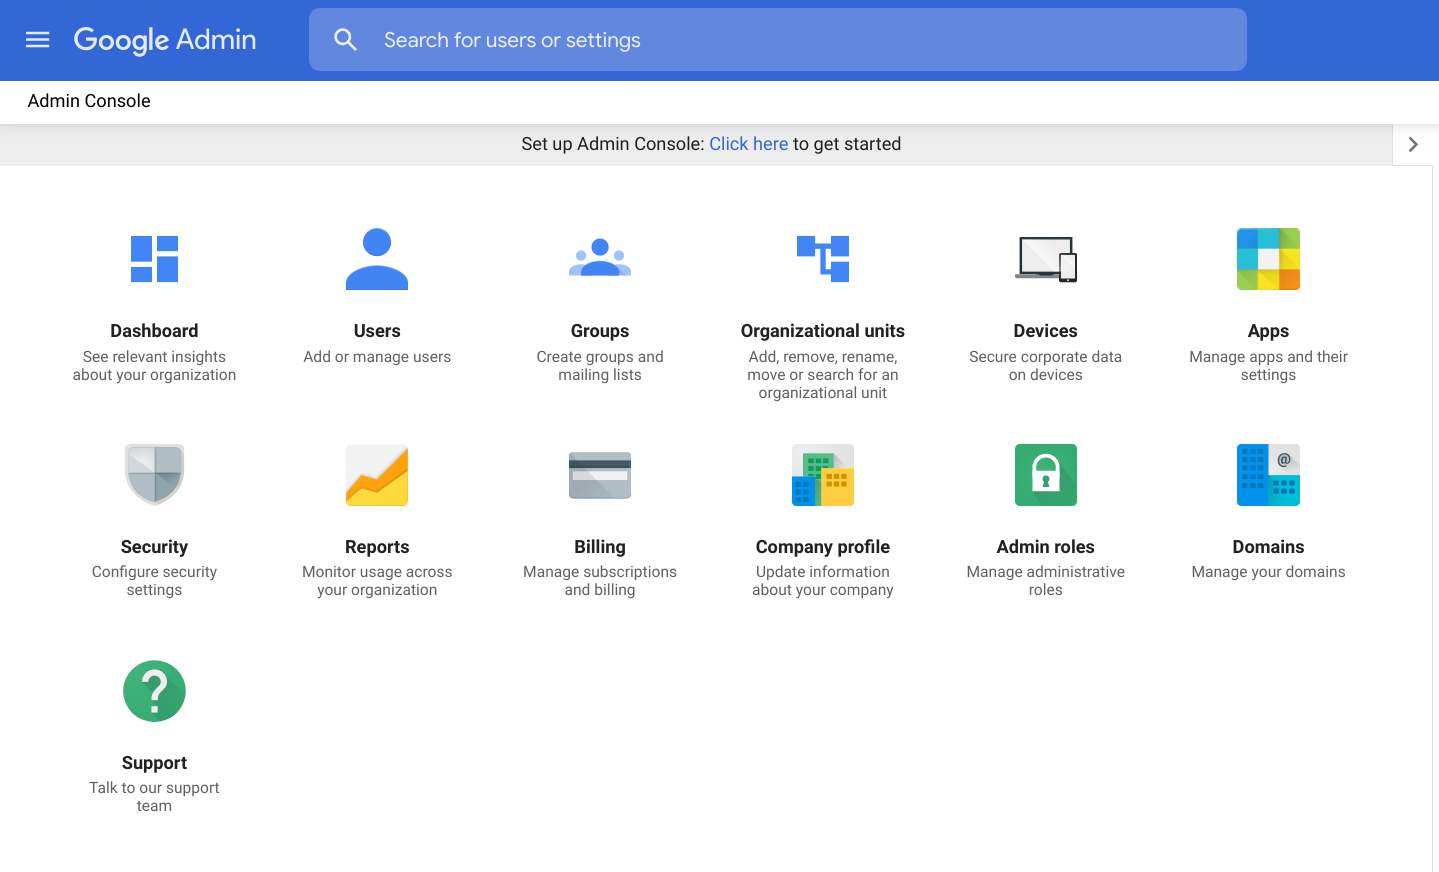 Google Admin
Search for users or settings
Admin Console
Set up Admin Console: Click here to get started
Dashboard
See relevant insights
about your organization
Users
Add or manage users
Groups
Create groups and
mailing lists
Organizational units
Add, remove, rename,
move or search for an
organizational unit
Devices
Secure corporate data
on devices
Apps
Manage apps and their
settings
Security
Configure security
settings
Reports
Monitor usage across
your organization
Billing
Manage subscriptions
and billing
Company profile
Update information
about your company
Admin roles
Manage administrative
roles
@
Domains
Manage your domains
?
Support
Talk to our support
team